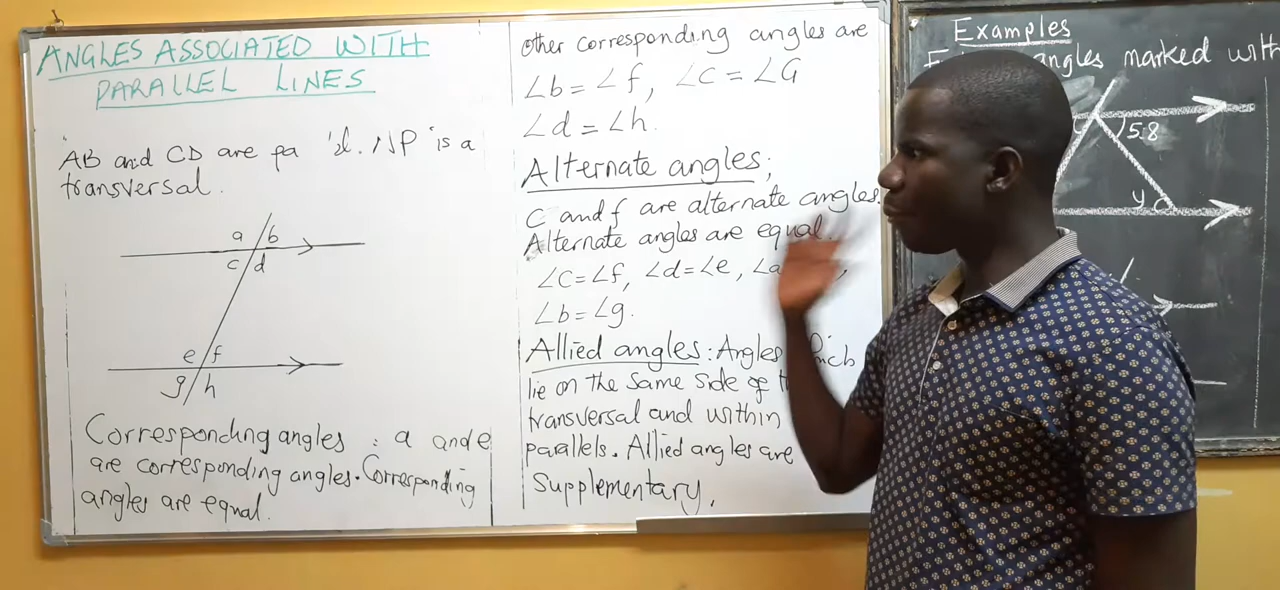 ANGLES ASSOCIATED WITH
PARALLEL LINES
AB and CD are is a
transversal.
a b
c d
e f
g h
Corresponding angles : a and e
are corresponding angles. Corresponding
angles are equal.
other corresponding angles are
∠b = ∠f, ∠c = ∠G
∠d = ∠h.
Alternate angles;
C and f are alternate angles.
Alternate angles are equal.
∠c = ∠f, ∠d = ∠e, ∠a
∠b = ∠g.
Allied angles : Angles
lie on the same side of
transversal and within
parallels. Allied angles are
Supplementary.
Examples
angles marked with
58
y